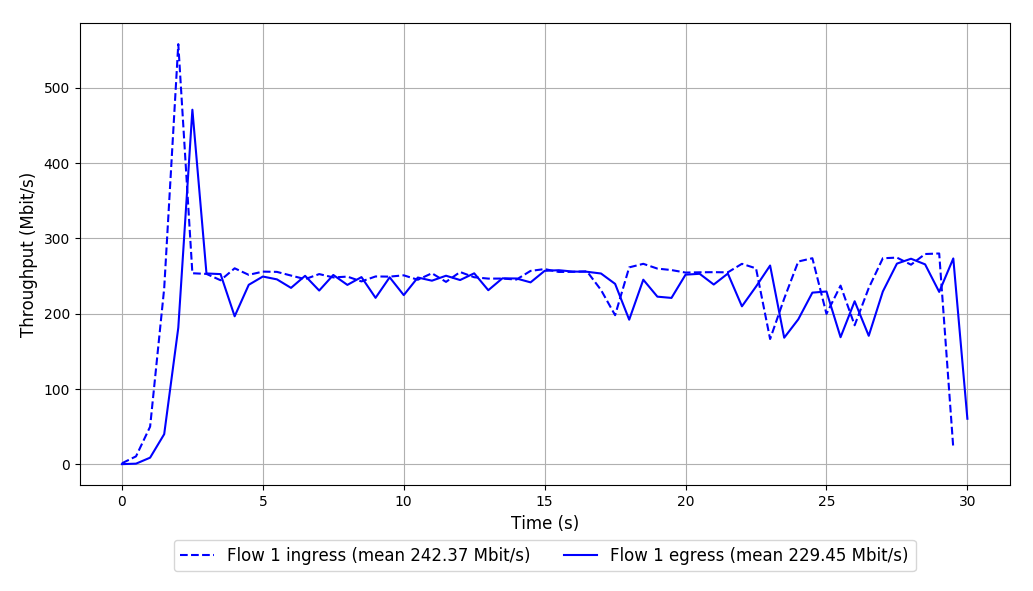 Throughput (Mbit/s)
500
400
300
200
100
0
0 5 10 15 20 25 30
Time (s)
Flow 1 ingress (mean 242.37 Mbit/s) Flow 1 egress (mean 229.45 Mbit/s)